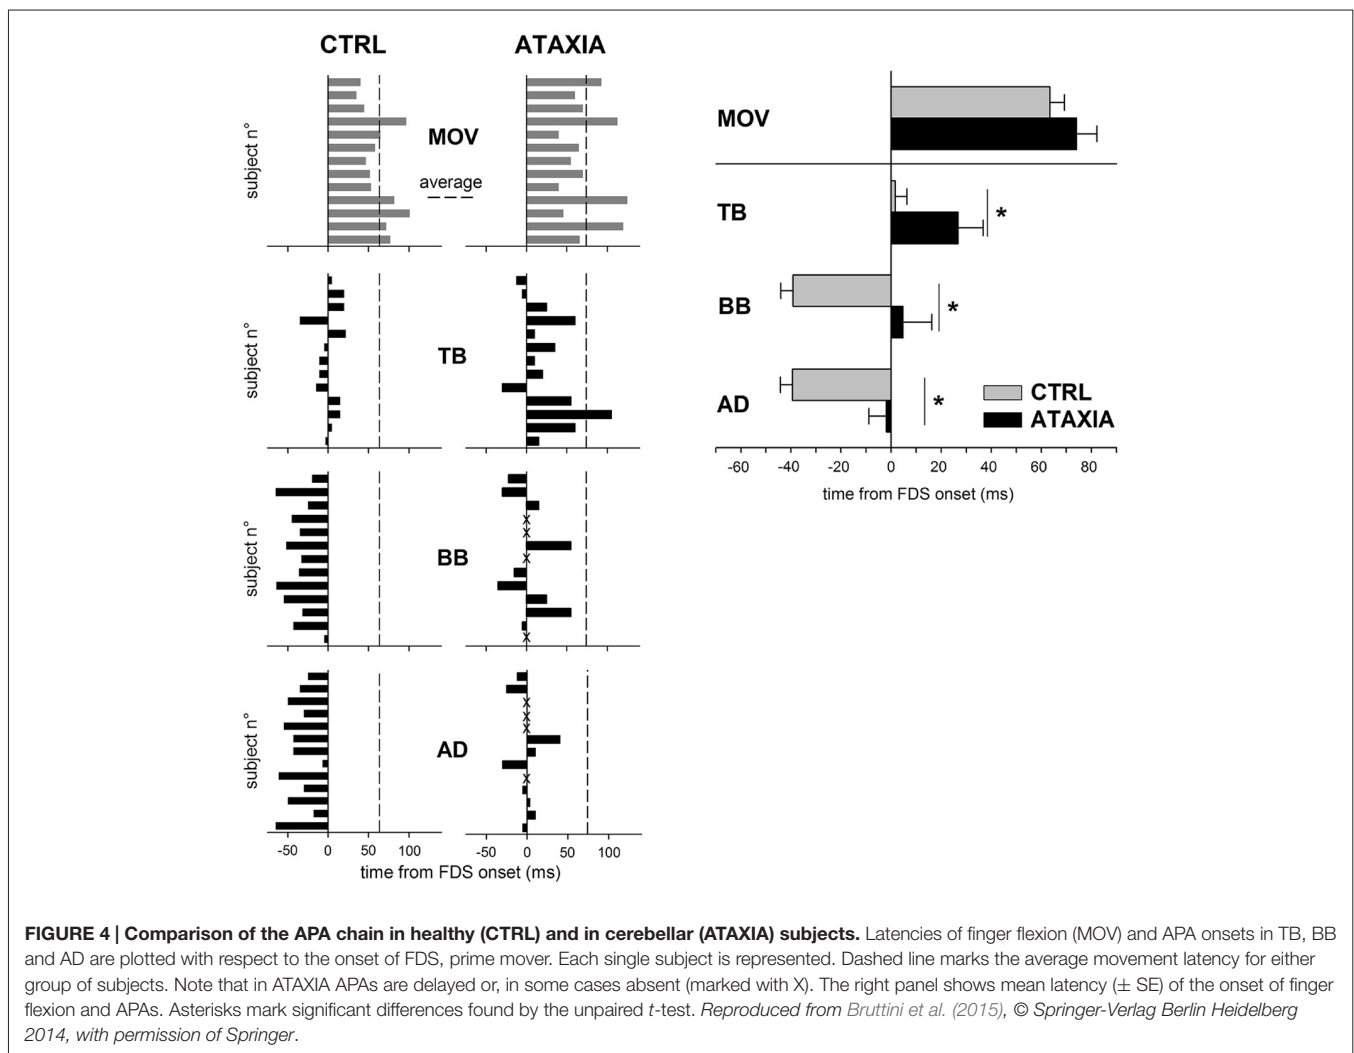 CTRL
ATAXIA
subject n°
MOV
average
subject n°
TB
subject n°
BB
x
x
x
x
subject n°
AD
x
x
x
x
-50 0 50 100
-50 0 50 100
time from FDS onset (ms)
MOV
TB
*
BB
*
AD
*
CTRL
ATAXIA
-60 -40 -20 0 20 40 60 80
time from FDS onset (ms)
FIGURE 4 | Comparison of the APA chain in healthy (CTRL) and in cerebellar (ATAXIA) subjects. Latencies of finger flexion (MOV) and APA onsets in TB, BB
and AD are plotted with respect to the onset of FDS, prime mover. Each single subject is represented. Dashed line marks the average movement latency for either
group of subjects. Note that in ATAXIA APAs are delayed or, in some cases absent (marked with X). The right panel shows mean latency (± SE) of the onset of finger
flexion and APAs. Asterisks mark significant differences found by the unpaired t-test. Reproduced from Bruttini et al. (2015), © Springer-Verlag Berlin Heidelberg
2014, with permission of Springer.